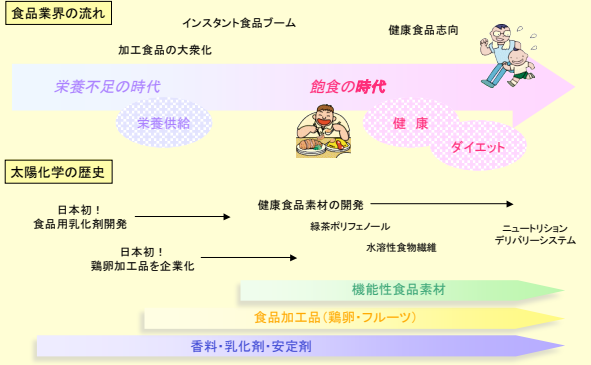 食品業界の流れ
インスタント食品ブーム
健康食品志向
加工食品の大衆化
栄養不足の時代
飽食の時代
栄養供給
健 康
ダイエット
太陽化学の歴史
日本初！
食品用乳化剤開発
健康食品素材の開発
緑茶ポリフェノール
水溶性食物繊維
ニュートリション
デリバリーシステム
日本初！
鶏卵加工品を企業化
機能性食品素材
食品加工品（鶏卵・フルーツ）
香料・乳化剤・安定剤